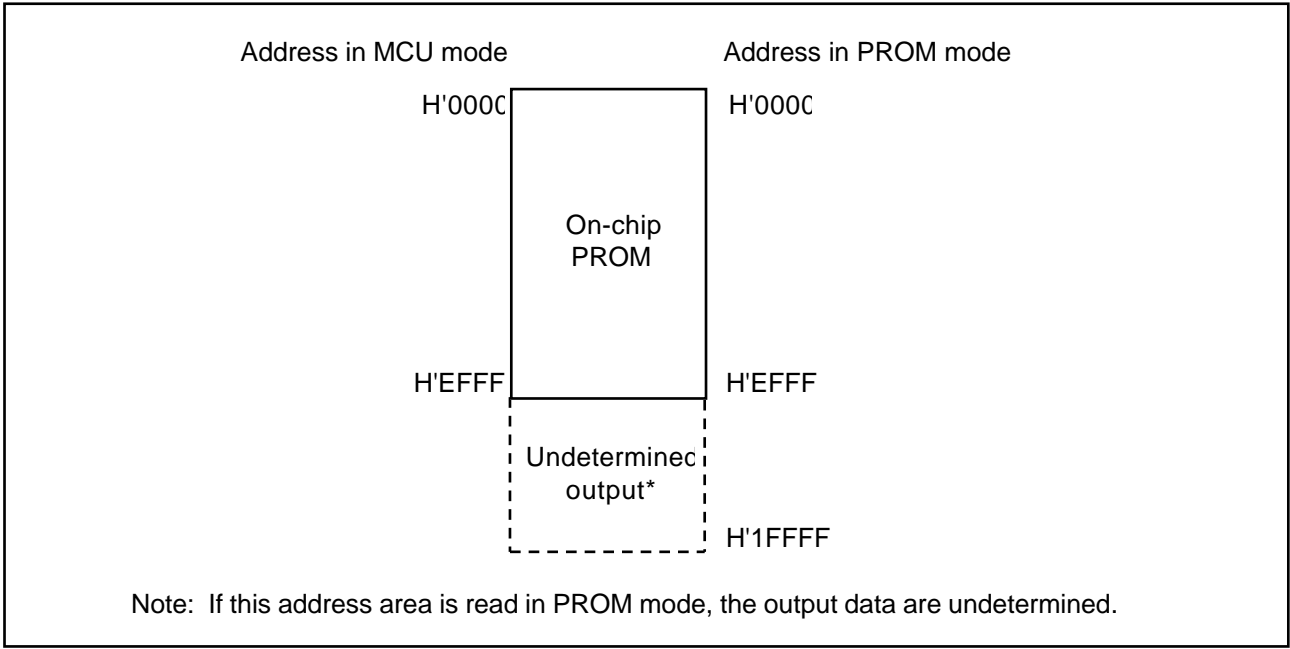 Address in MCU mode Address in PROM mode
H'0000 H'0000
On-chip
PROM
H'EFFF H'EFFF
Undetermined
output*
H'1FFFF
Note: If this address area is read in PROM mode, the output data are undetermined.